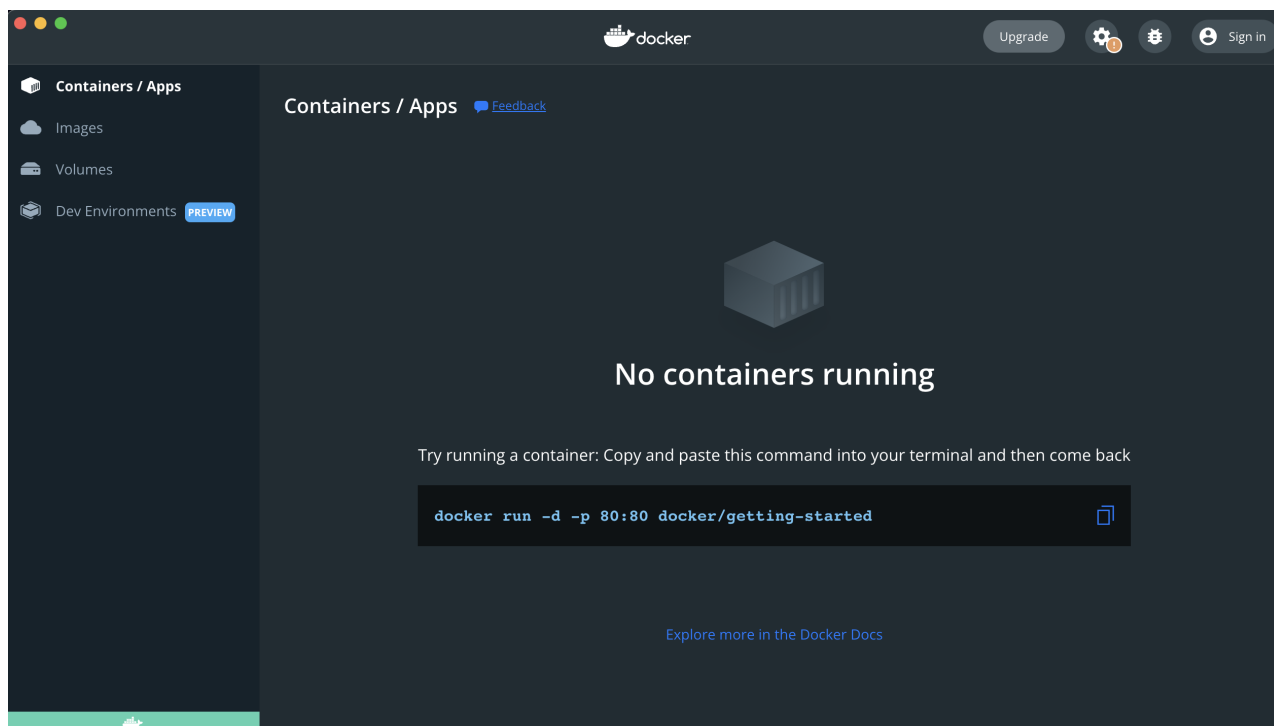 docker
Upgrade
Sign in
Containers / Apps
Images
Volumes
Dev Environments PREVIEW
Containers / Apps Feedback
No containers running
Try running a container: Copy and paste this command into your terminal and then come back
docker run -d -p 80:80 docker/getting-started
Explore more in the Docker Docs